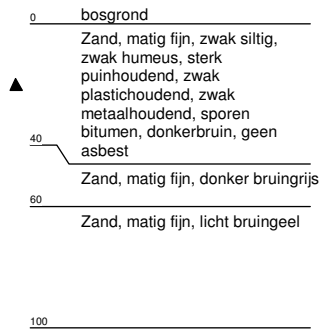 0
bosgrond
Zand, matig fijn, zwak siltig,
zwak humeus, sterk
puinhoudend, zwak
plastichoudend, zwak
metaalhoudend, sporen
bitumen, donkerbruin, geen
asbest
40
Zand, matig fijn, donker bruingrijs
60
Zand, matig fijn, licht bruingeel
100